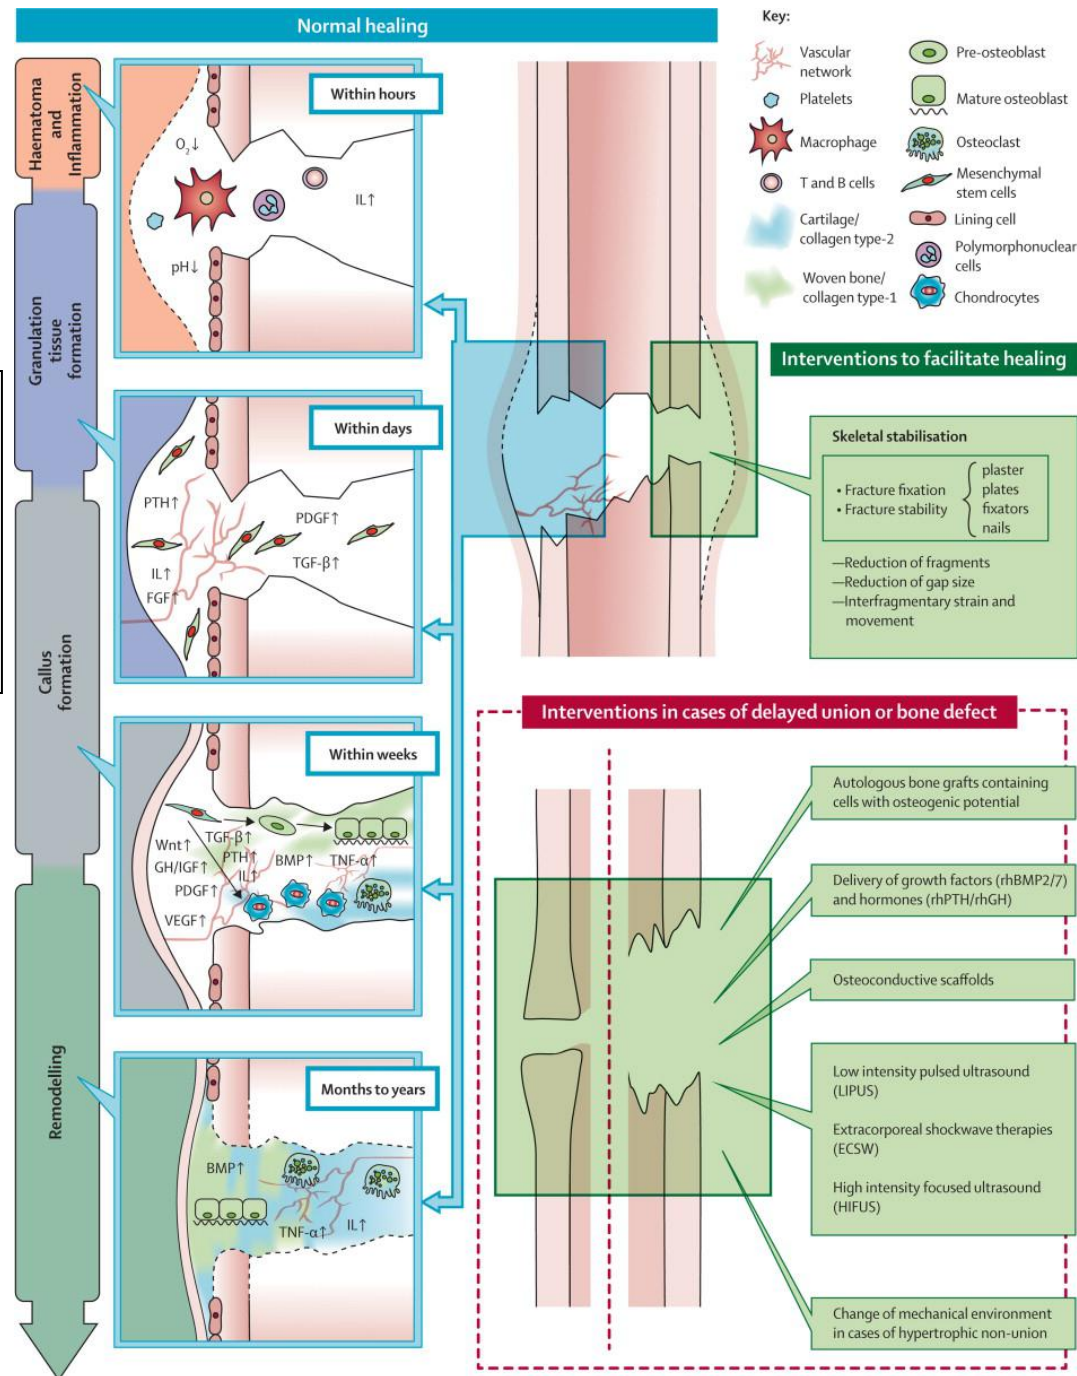 Normal healing
Haematoma
and
Inflammation
Granulation
tissue
formation
Callus
formation
Remodelling
Within hours
O₂↓
IL↑
pH↓
Within days
PTH↑
PDGF↑
IL↑
TGF-β↑
FGF↑
Within weeks
Wnt↑
TGF-β↑
GH/IGF↑
PTH↑
IL↑
BMP↑
TNF-α↑
PDGF↑
VEGF↑
Months to years
BMP↑
TNF-α↑
IL↑
Key:
Vascular
network
Platelets
Macrophage
T and B cells
Cartilage/
collagen type-2
Woven bone/
collagen type-1
Pre-osteoblast
Mature osteoblast
Osteoclast
Mesenchymal
stem cells
Lining cell
Polymorphonuclear
cells
Chondrocytes
Interventions to facilitate healing
Skeletal stabilisation
• Fracture fixation
• Fracture stability
plaster
plates
fixators
nails
—Reduction of fragments
—Reduction of gap size
—Interfragmentary strain and
movement
Interventions in cases of delayed union or bone defect
Autologous bone grafts containing
cells with osteogenic potential
Delivery of growth factors (rhBMP2/7)
and hormones (rhPTH/rhGH)
Osteoconductive scaffolds
Low intensity pulsed ultrasound
(LIPUS)
Extracorporeal shockwave therapies
(ECSW)
High intensity focused ultrasound
(HIFUS)
Change of mechanical environment
in cases of hypertrophic non-union